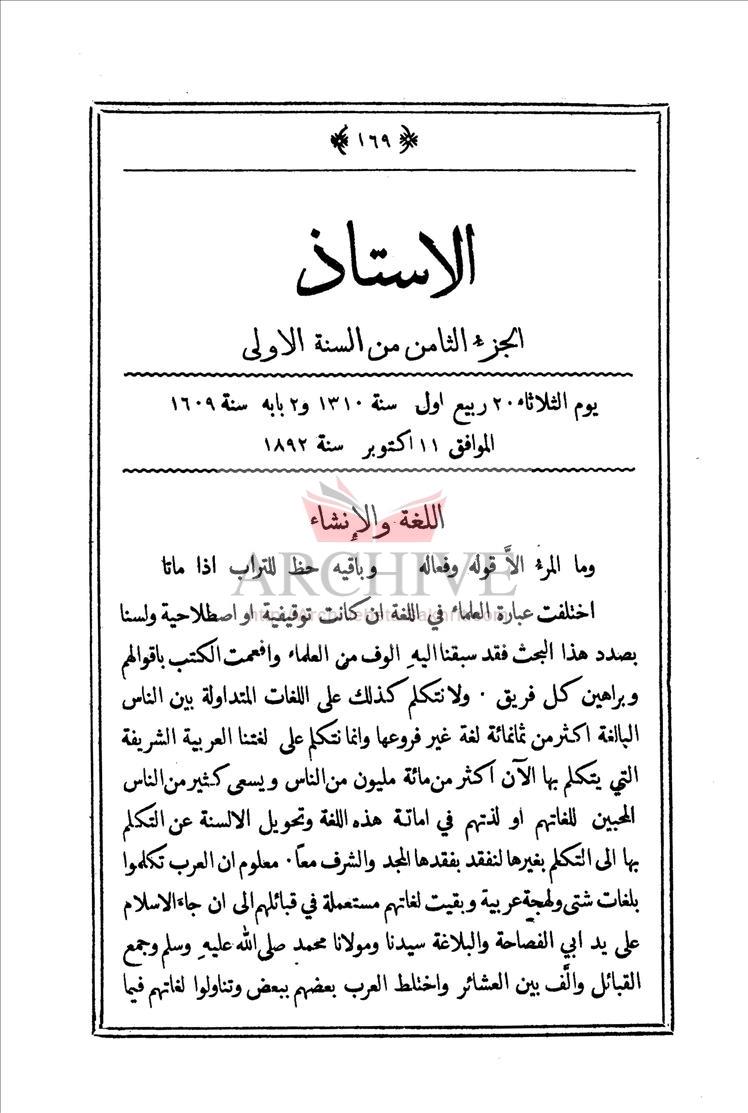 ﴿ ١٦٩ ﴾
الاستاذ
الجزء الثامن من السنة الاولى
يوم الثلاثاء ٢٠ ربيع اول سنة ١٣١٠ و٢ بابه سنة ١٦٠٩
الموافق ١١ اكتوبر سنة ١٨٩٢
اللغة والإنشاء
ARCHIVE
وما المرء الاَّ قوله وفعاله وباقيه حظ للتراب اذا ماتا
اختلفت عبارة العلماء في اللغة ان كانت توقيفية او اصطلاحية ولسنا
بصدد هذا البحث فقد سبقنا اليهِ الوف من العلماء وافعمت الكتب باقوالهم
وبراهين كل فريق ٠ ولا نتكلم كذلك على اللغات المتداولة بين الناس
البالغة اكثر من ثمانمائة لغة غير فروعها وانما نتكلم على لغتنا العربية الشريفة
التي يتكلم بها الآن اكثر من مائة مليون من الناس ويسعى كثير من الناس
المحبين للغاتهم او لذتهم في اماتة هذه اللغة وتحويل الالسنة عن التكلم
بها الى التكلم بغيرها لنفقد بفقدها المجد والشرف معاً ٠ معلوم ان العرب تكلموا
بلغات شتى ولهجة عربية وبقيت لغاتهم مستعملة في قبائلهم الى ان جاء الاسلام
على يد ابي الفصاحة والبلاغة سيدنا ومولانا محمد صلى الله عليهِ وسلم وجمع
القبائل والَّف بين العشائر واختلط العرب بعضهم ببعض وتناولوا لغاتهم فيما